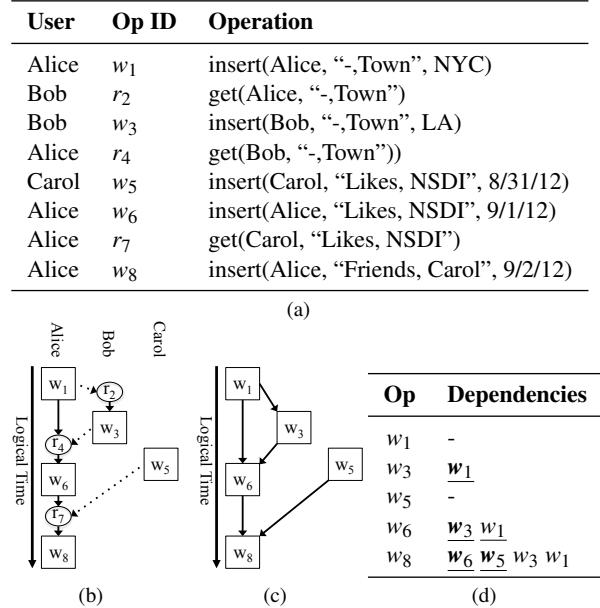 User Op ID Operation
Alice w1 insert(Alice, “-,Town”, NYC)
Bob r2 get(Alice, “-,Town”)
Bob w3 insert(Bob, “-,Town”, LA)
Alice r4 get(Bob, “-,Town”))
Carol w5 insert(Carol, “Likes, NSDI”, 8/31/12)
Alice w6 insert(Alice, “Likes, NSDI”, 9/1/12)
Alice r7 get(Carol, “Likes, NSDI”)
Alice w8 insert(Alice, “Friends, Carol”, 9/2/12)
(a)
Alice
Bob
Carol
Logical Time
w1
r2
w3
r4
w5
w6
r7
w8
(b)
Logical Time
w1
w3
w6
w5
w8
(c)
Op Dependencies
w1 -
w3 w1
w5 -
w6 w3 w1
w8 w6 w5 w3 w1
(d)